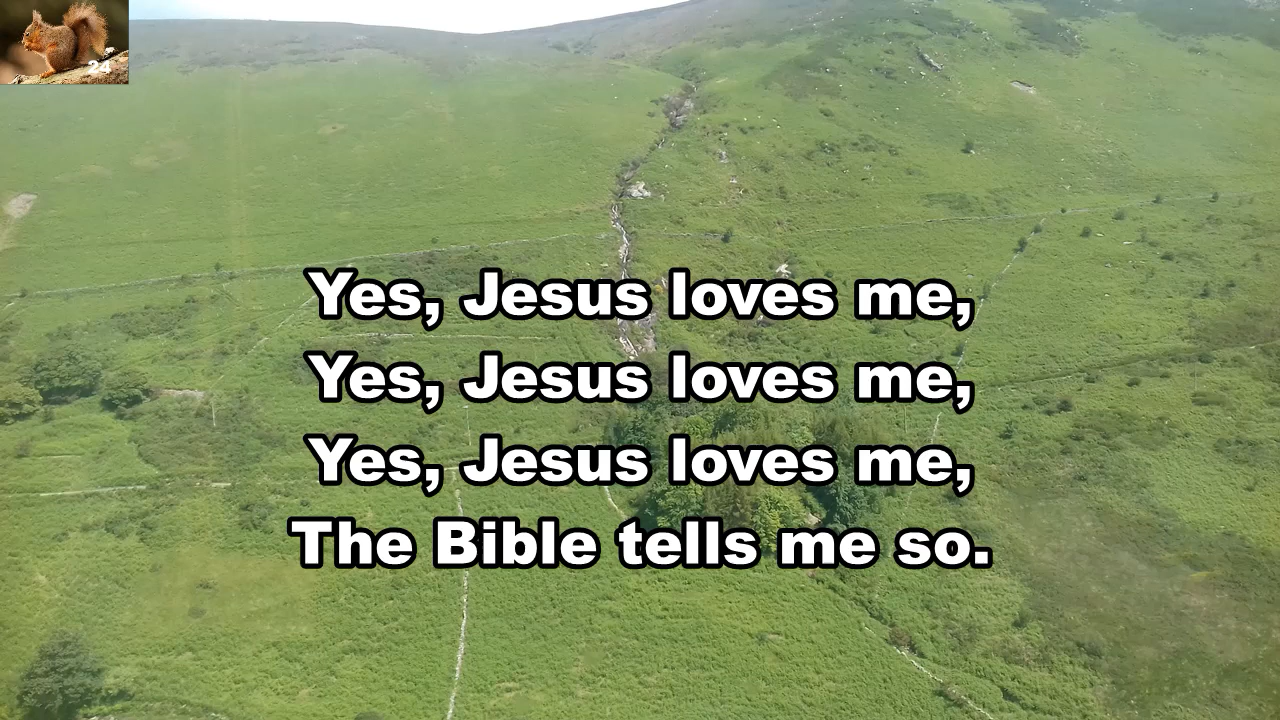 24
Yes, Jesus loves me,
Yes, Jesus loves me,
Yes, Jesus loves me,
The Bible tells me so.